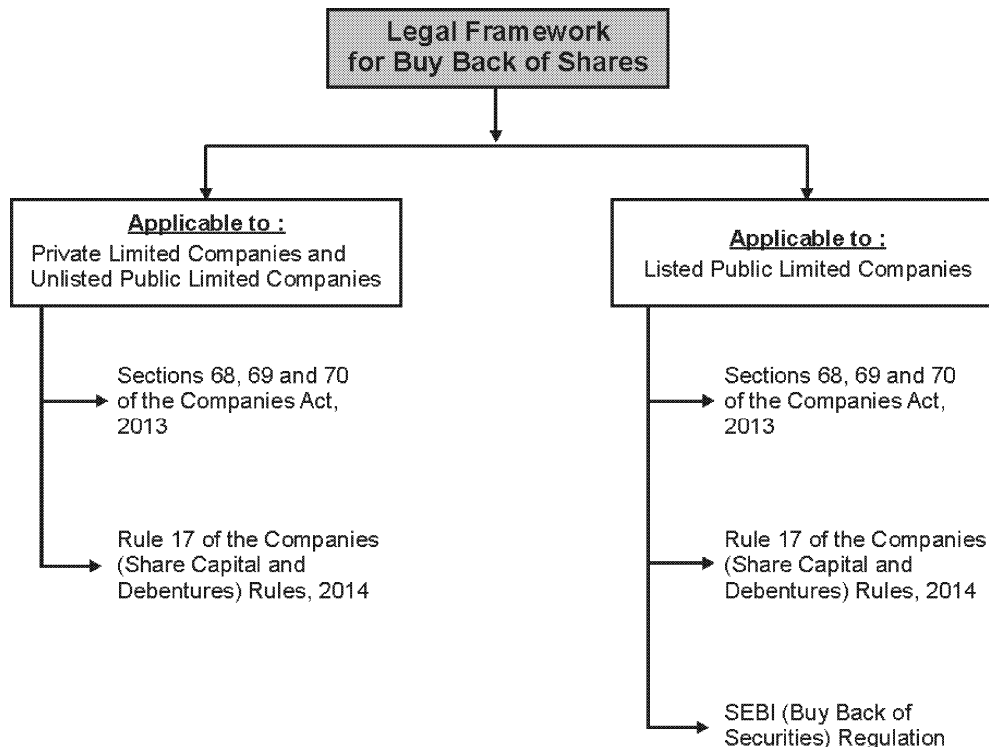 Legal Framework
for Buy Back of Shares
Applicable to :
Private Limited Companies and
Unlisted Public Limited Companies
Sections 68, 69 and 70
of the Companies Act,
2013
Rule 17 of the Companies
(Share Capital and
Debentures) Rules, 2014
Applicable to :
Listed Public Limited Companies
Sections 68, 69 and 70
of the Companies Act,
2013
Rule 17 of the Companies
(Share Capital and
Debentures) Rules, 2014
SEBI (Buy Back of
Securities) Regulation